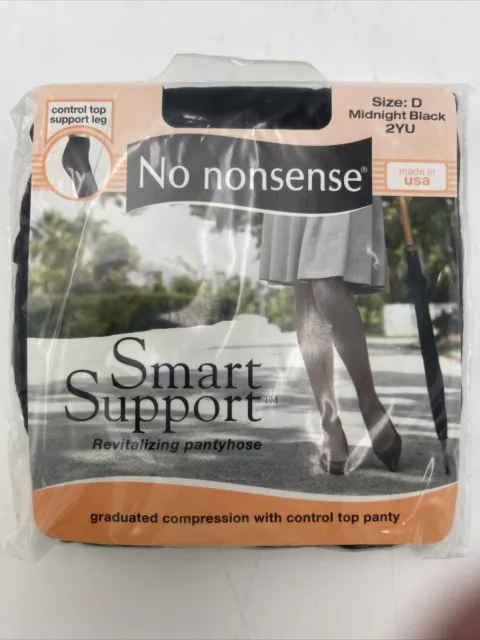 control top
support leg
Size: D
Midnight Black
2YU
No nonsense®
made in
usa
Smart
Support™
Revitalizing pantyhose
graduated compression with control top panty